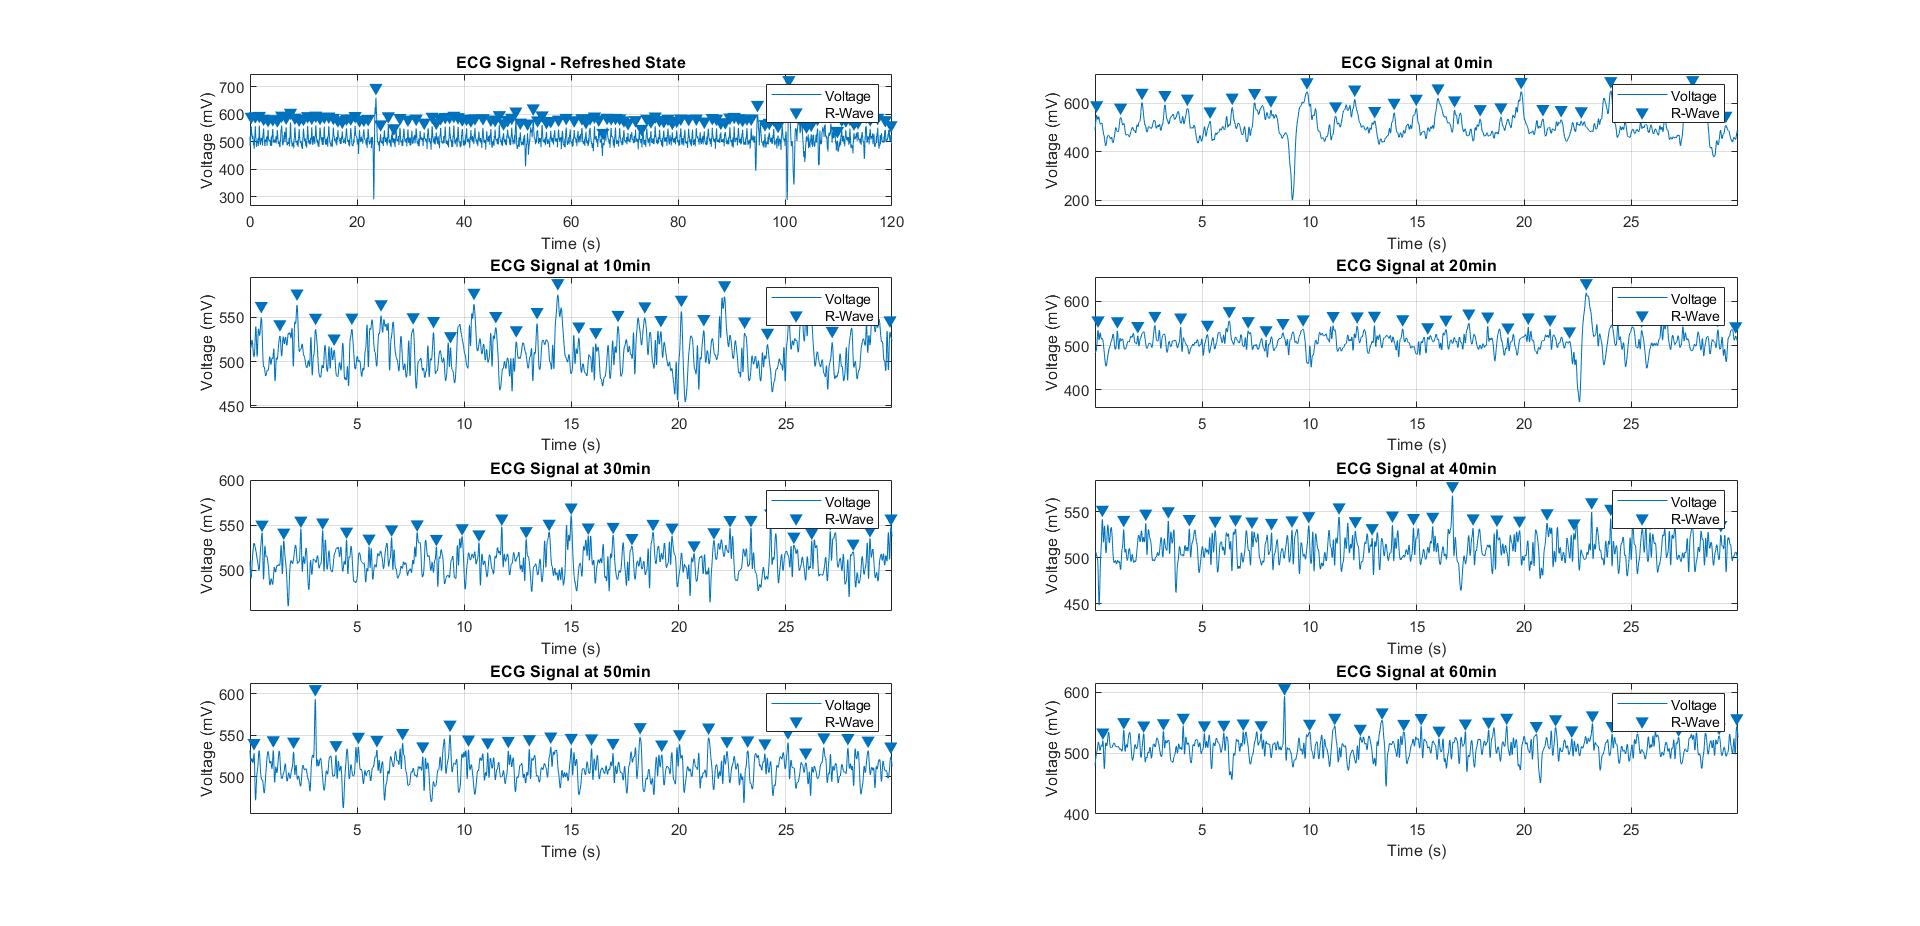 ECG Signal - Refreshed State
Voltage (mV)
700
600
500
400
300
0
20
40
60
80
100
120
Time (s)
Voltage
R-Wave
ECG Signal at 0min
Voltage (mV)
600
400
200
5
10
15
20
25
Time (s)
Voltage
R-Wave
ECG Signal at 10min
Voltage (mV)
550
500
450
5
10
15
20
25
Time (s)
Voltage
R-Wave
ECG Signal at 20min
Voltage (mV)
600
500
400
5
10
15
20
25
Time (s)
Voltage
R-Wave
ECG Signal at 30min
Voltage (mV)
600
550
500
5
10
15
20
25
Time (s)
Voltage
R-Wave
ECG Signal at 40min
Voltage (mV)
550
500
450
5
10
15
20
25
Time (s)
Voltage
R-Wave
ECG Signal at 50min
Voltage (mV)
600
550
500
5
10
15
20
25
Time (s)
Voltage
R-Wave
ECG Signal at 60min
Voltage (mV)
600
500
400
5
10
15
20
25
Time (s)
Voltage
R-Wave